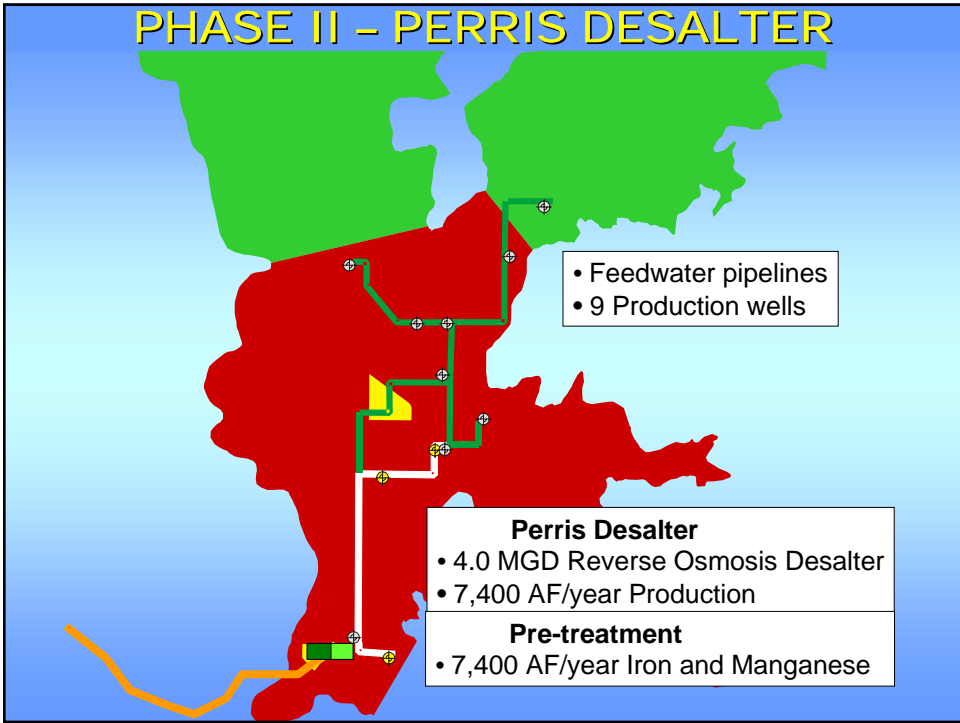 PHASE II – PERRIS DESALTER
• Feedwater pipelines
• 9 Production wells
Perris Desalter
• 4.0 MGD Reverse Osmosis Desalter
• 7,400 AF/year Production
Pre-treatment
• 7,400 AF/year Iron and Manganese